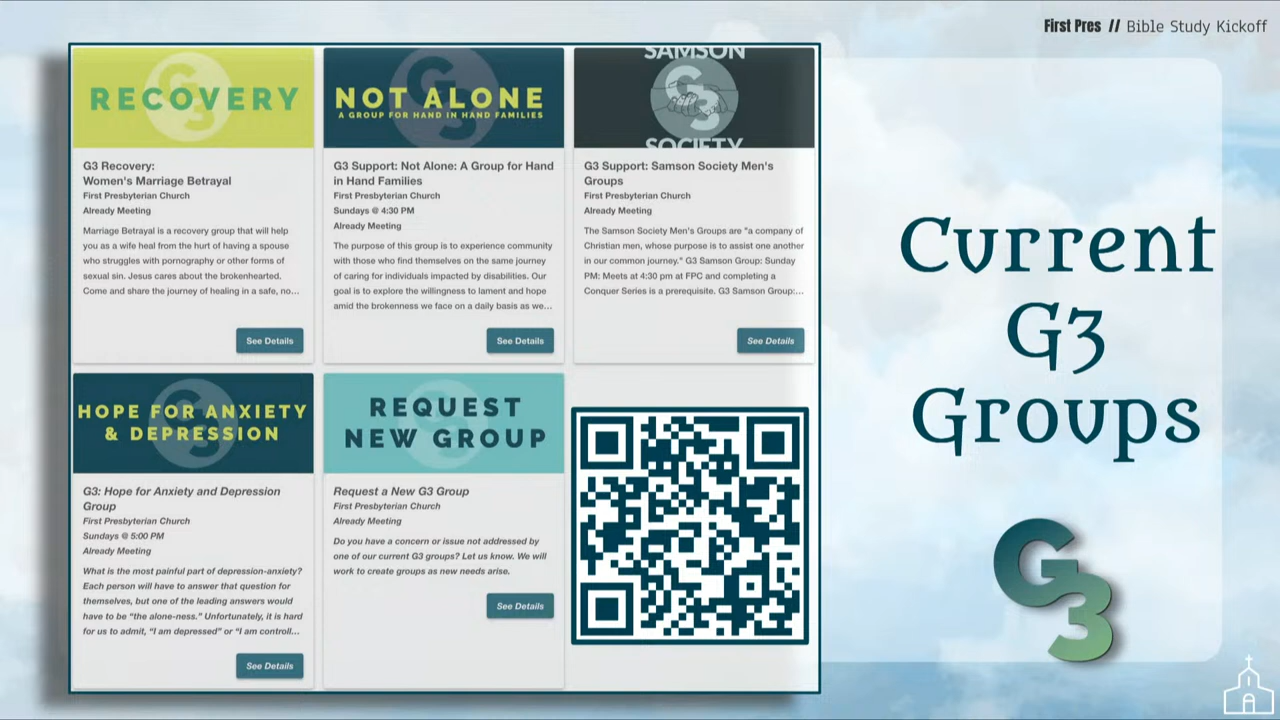 First Pres // Bible Study Kickoff
RECOVERY
G3 Recovery:
Women's Marriage Betrayal
First Presbyterian Church
Already Meeting
Marriage Betrayal is a recovery group that will help
you as a wife heal from the hurt of having a spouse
who struggles with pornography or other forms of
sexual sin. Jesus cares about the brokenhearted.
Come and share the journey of healing in a safe, no...
See Details
NOT ALONE
A GROUP FOR HAND IN HAND FAMILIES
G3 Support: Not Alone: A Group for Hand
in Hand Families
First Presbyterian Church
Sundays @ 4:30 PM
Already Meeting
The purpose of this group is to experience community
with those who find themselves on the same journey
of caring for individuals impacted by disabilities. Our
goal is to explore the willingness to lament and hope
amid the brokenness we face on a daily basis as we...
See Details
SAMSON
G3
SOCIETY
G3 Support: Samson Society Men's
Groups
First Presbyterian Church
Already Meeting
The Samson Society Men's Groups are "a company of
Christian men, whose purpose is to assist one another
in our common journey." G3 Samson Group: Sunday
PM: Meets at 4:30 pm at FPC and completing a
Conquer Series is a prerequisite. G3 Samson Group:...
See Details
HOPE FOR ANXIETY
& DEPRESSION
G3: Hope for Anxiety and Depression
Group
First Presbyterian Church
Sundays @ 5:00 PM
Already Meeting
What is the most painful part of depression-anxiety?
Each person will have to answer that question for
themselves, but one of the leading answers would
have to be “the alone-ness.” Unfortunately, it is hard
for us to admit, “I am depressed” or “I am controll...
See Details
REQUEST
NEW GROUP
Request a New G3 Group
First Presbyterian Church
Already Meeting
Do you have a concern or issue not addressed by
one of our current G3 groups? Let us know. We will
work to create groups as new needs arise.
See Details
Current
G3
Groups
G3